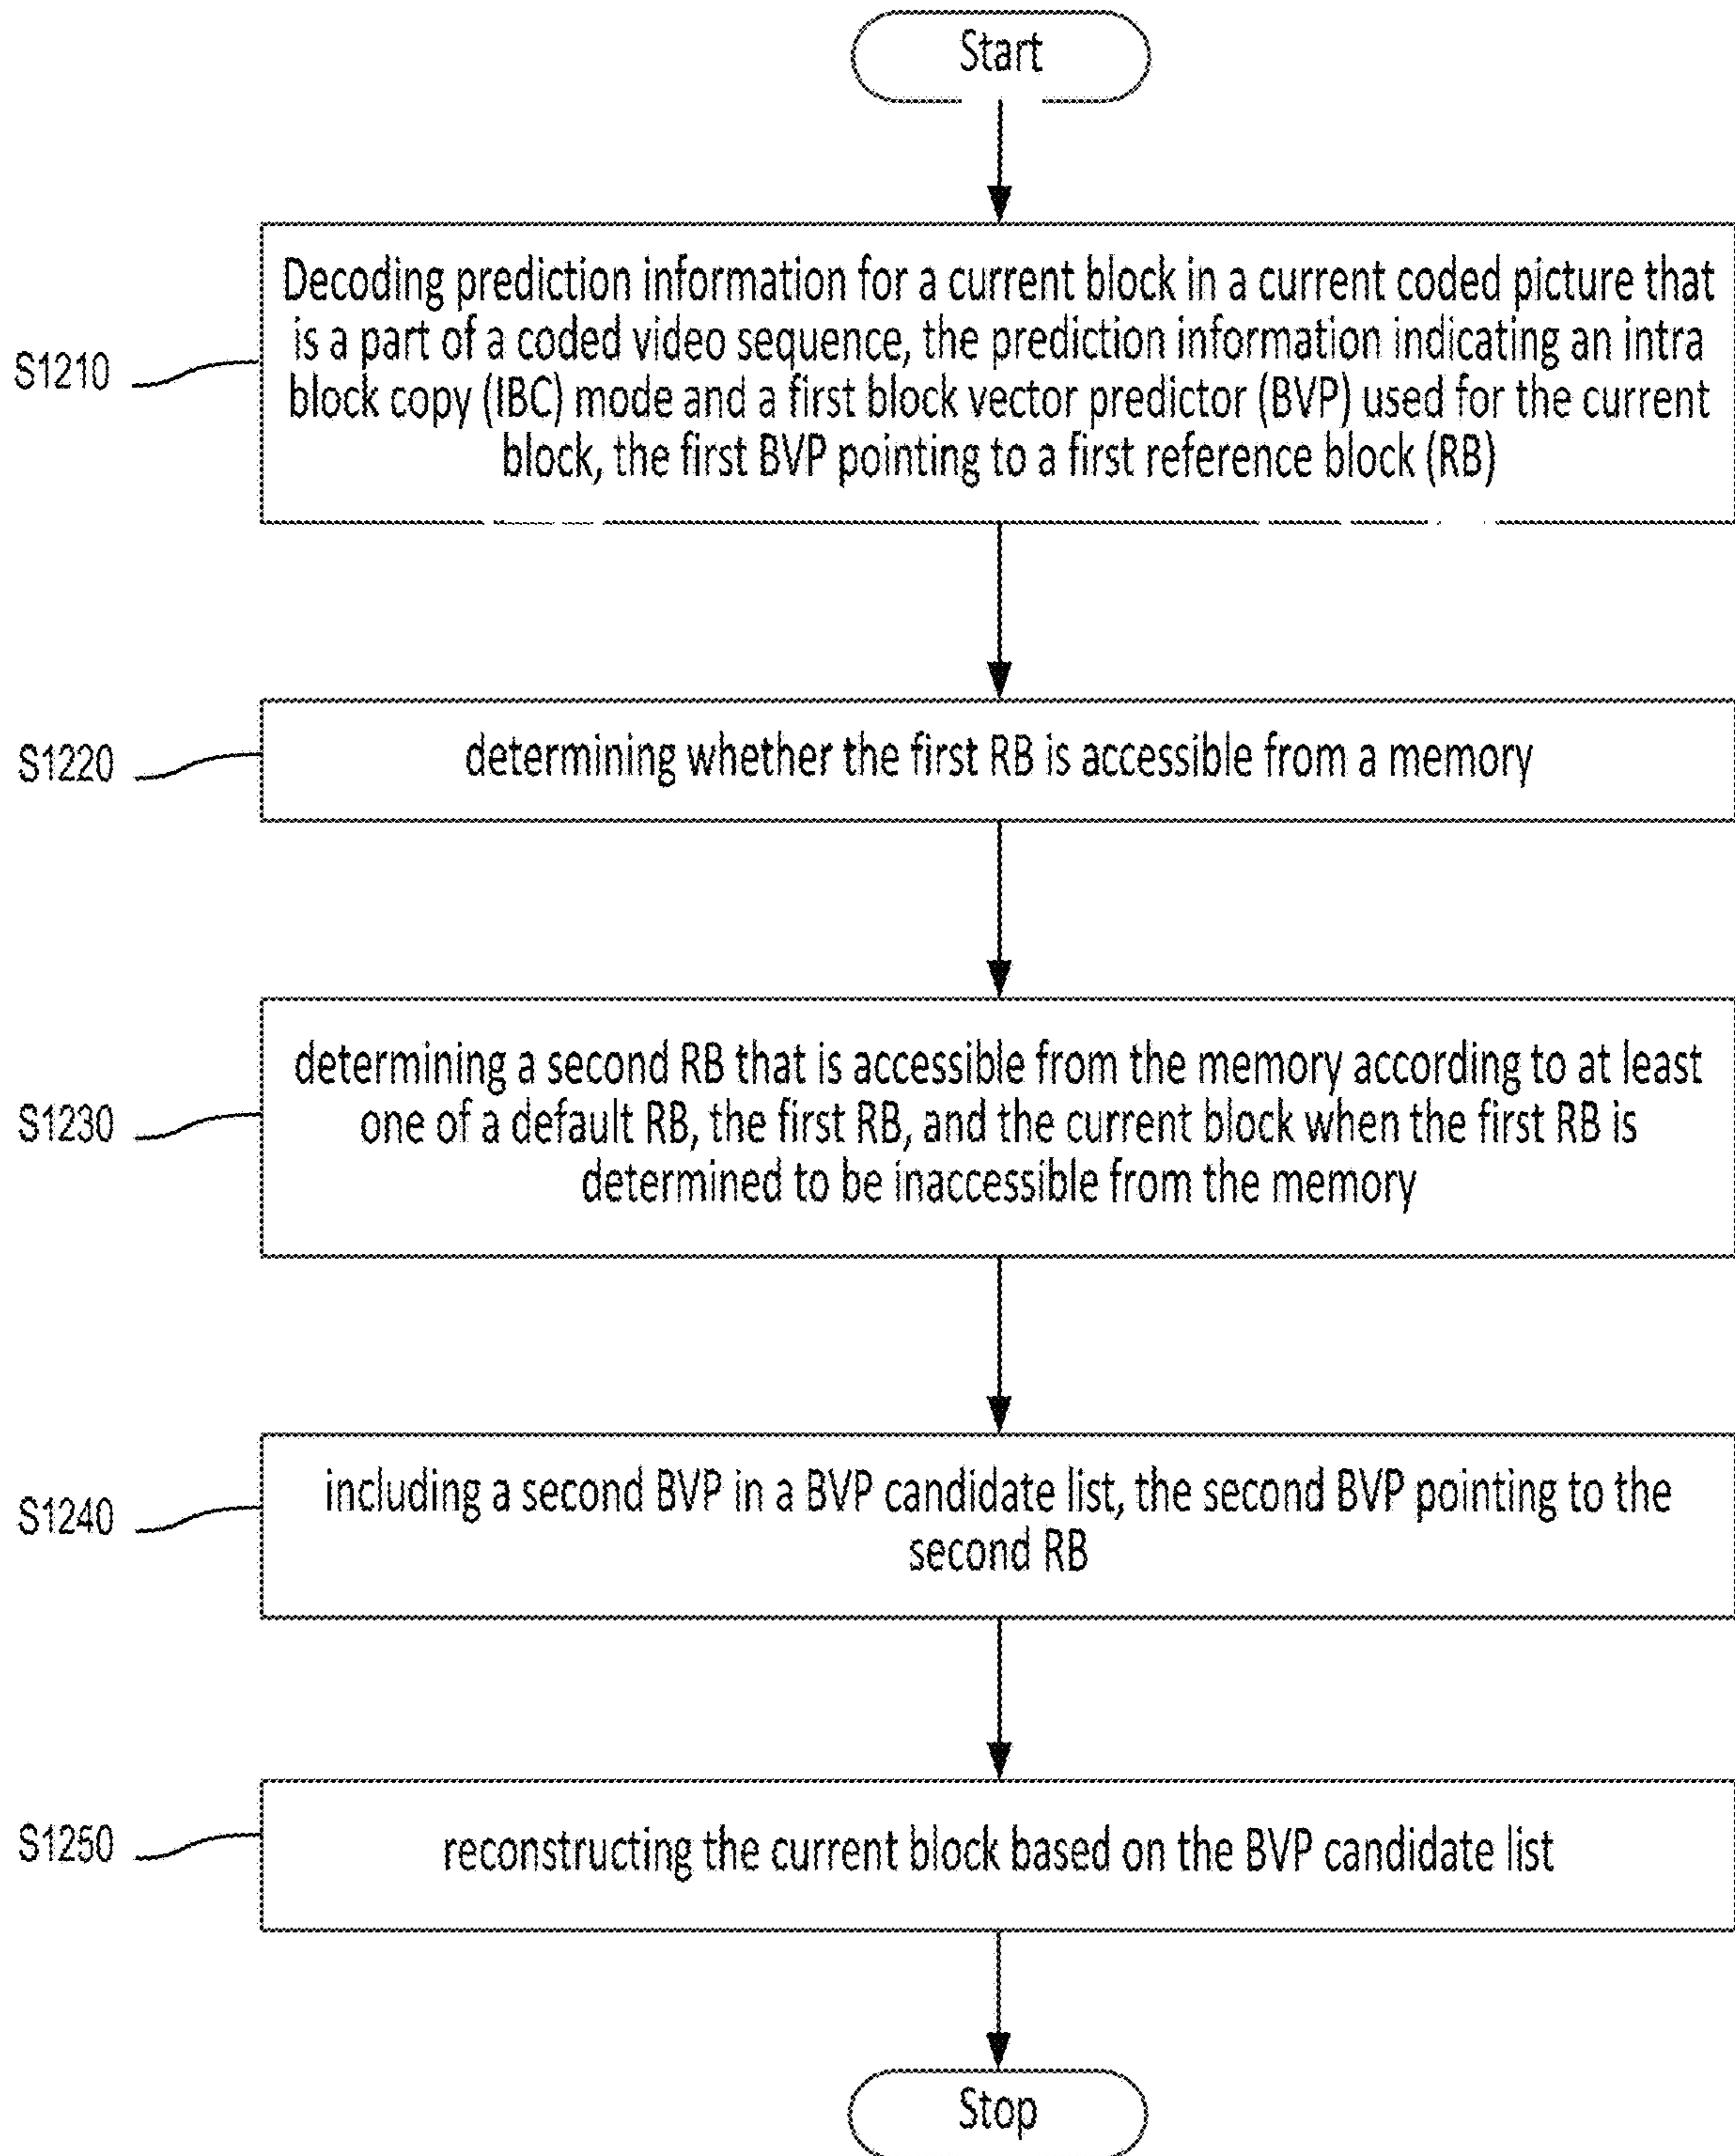 Start
Decoding prediction information for a current block in a current coded picture that
is a part of a coded video sequence, the prediction information indicating an intra
S1210
block copy (IBC) mode and a first block vector predictor (BVP) used for the current
block, the first BVP pointing to a first reference block (RB)
S1220
determining whether the first RB is accessible from a memory
determining a second RB that is accessible from the memory according to at least
S1230
one of a default RB, the first RB, and the current block when the first RB is
determined to be inaccessible from the memory
including a second BVP in a BVP candidate list, the second BVP pointing to the
S1240
second RB
S1250
reconstructing the current block based on the BVP candidate list
Stop